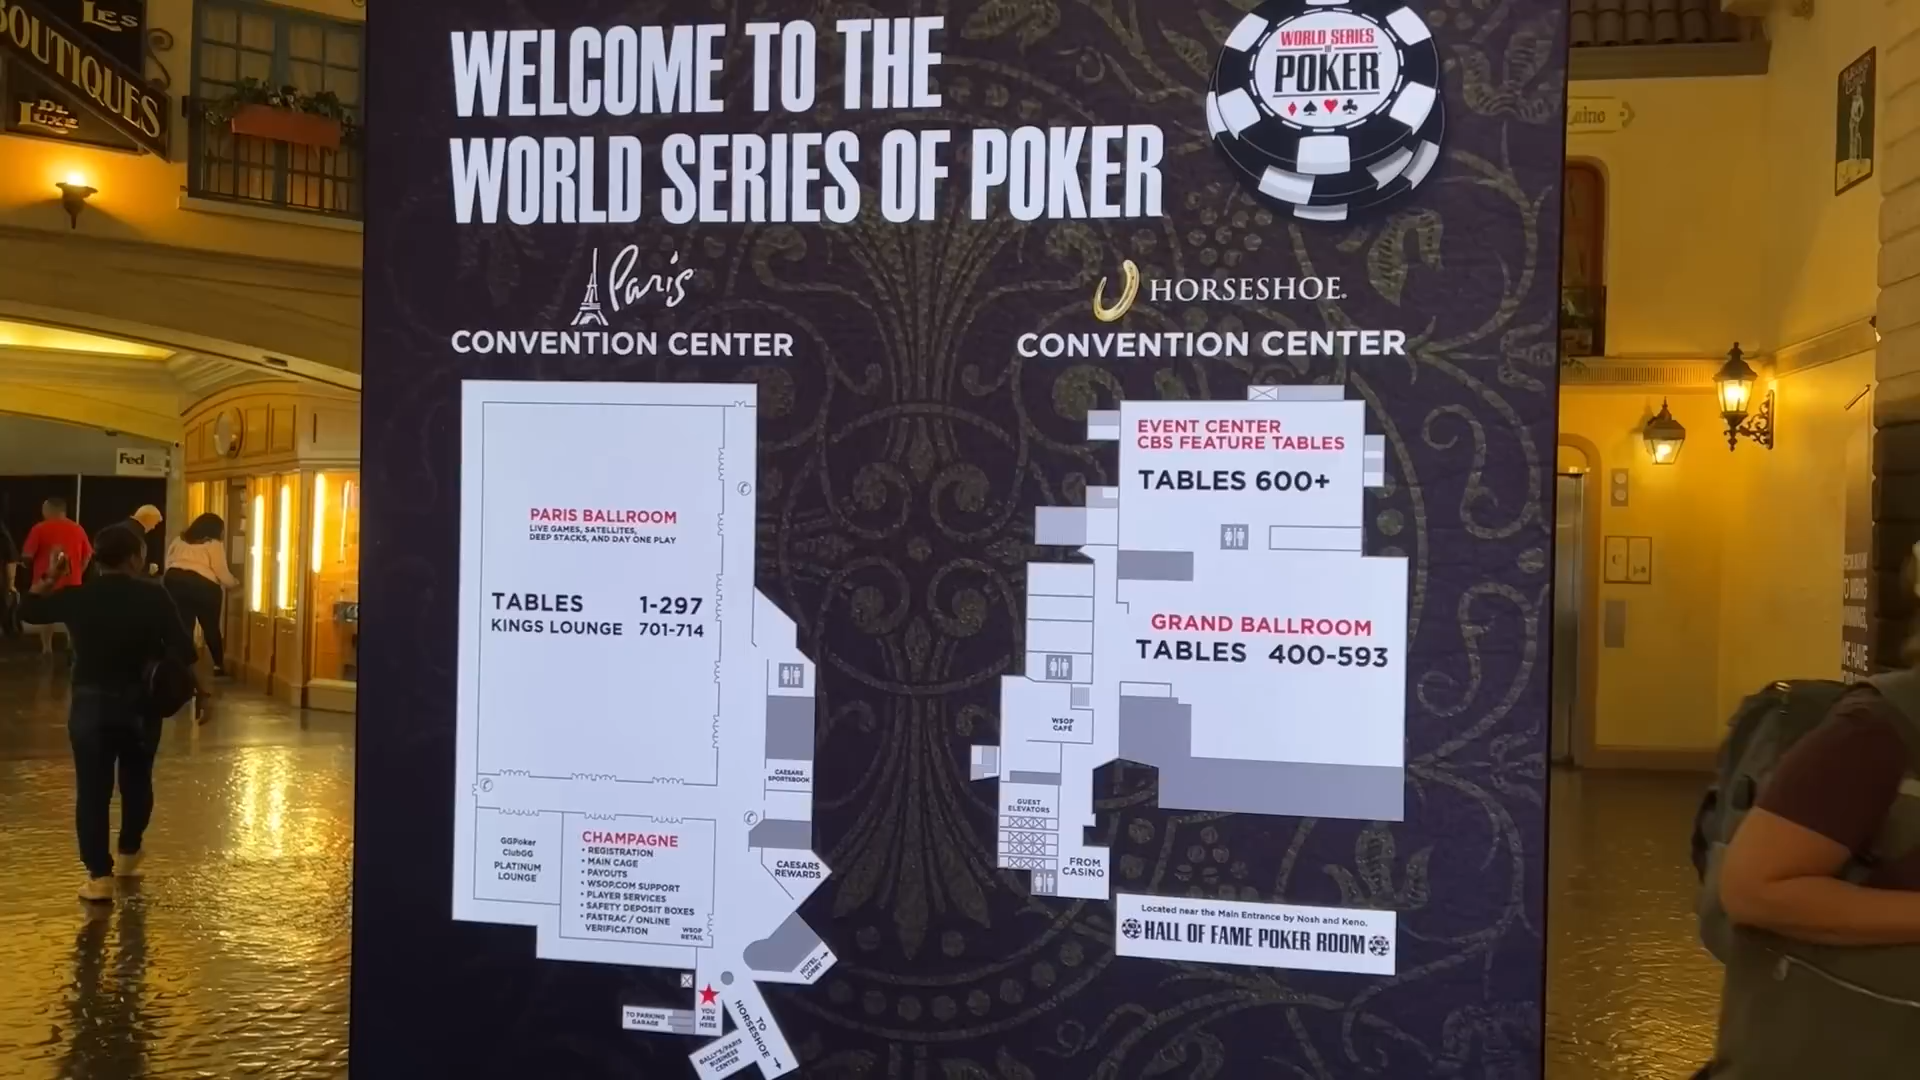 LES
BOUTIQUES
DE
LUXE
Fed
WELCOME TO THE
WORLD SERIES OF POKER
WORLD SERIES
OF
POKER
Paris
CONVENTION CENTER
HORSESHOE
CONVENTION CENTER
PARIS BALLROOM
LIVE GAMES, SATELLITES,
DEEP STACKS, AND DAY ONE PLAY
TABLES 1-297
KINGS LOUNGE 701-714
CAESARS
SPORTSBOOK
GGPoker
ClubGG
PLATINUM
LOUNGE
CHAMPAGNE
• REGISTRATION
• MAIN CAGE
• PAYOUTS
• WSOP.COM SUPPORT
• PLAYER SERVICES
• SAFETY DEPOSIT BOXES
• FASTRAC / ONLINE
VERIFICATION
WSOP
RETAIL
CAESARS
REWARDS
HOTEL
LOBBY
YOU
ARE
HERE
TO PARKING
GARAGE
TO
HORSESHOE
BALLY'S/PARIS
BUSINESS
CENTER
EVENT CENTER
CBS FEATURE TABLES
TABLES 600+
GRAND BALLROOM
TABLES 400-593
WSOP
CAFÉ
GUEST
ELEVATORS
FROM
CASINO
Located near the Main Entrance by Nosh and Keno.
HALL OF FAME POKER ROOM